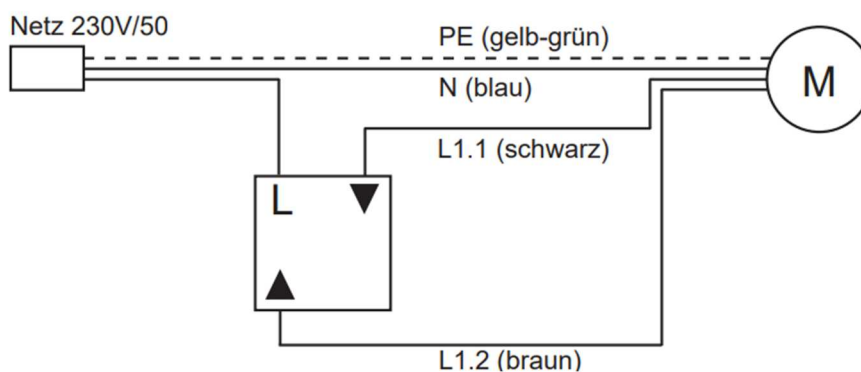 Netz 230V/50
PE (gelb-grün)
N (blau)
M
L1.1 (schwarz)
L
L1.2 (braun)